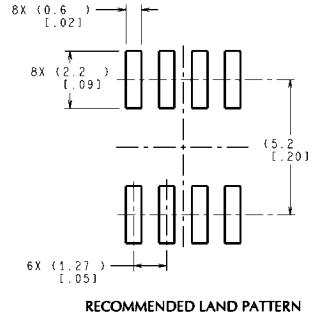 8X (0.6 )
[.02]
8X (2.2 )
[.09]
(5.2
[.20]
6X (1.27 )
[.05]
RECOMMENDED LAND PATTERN